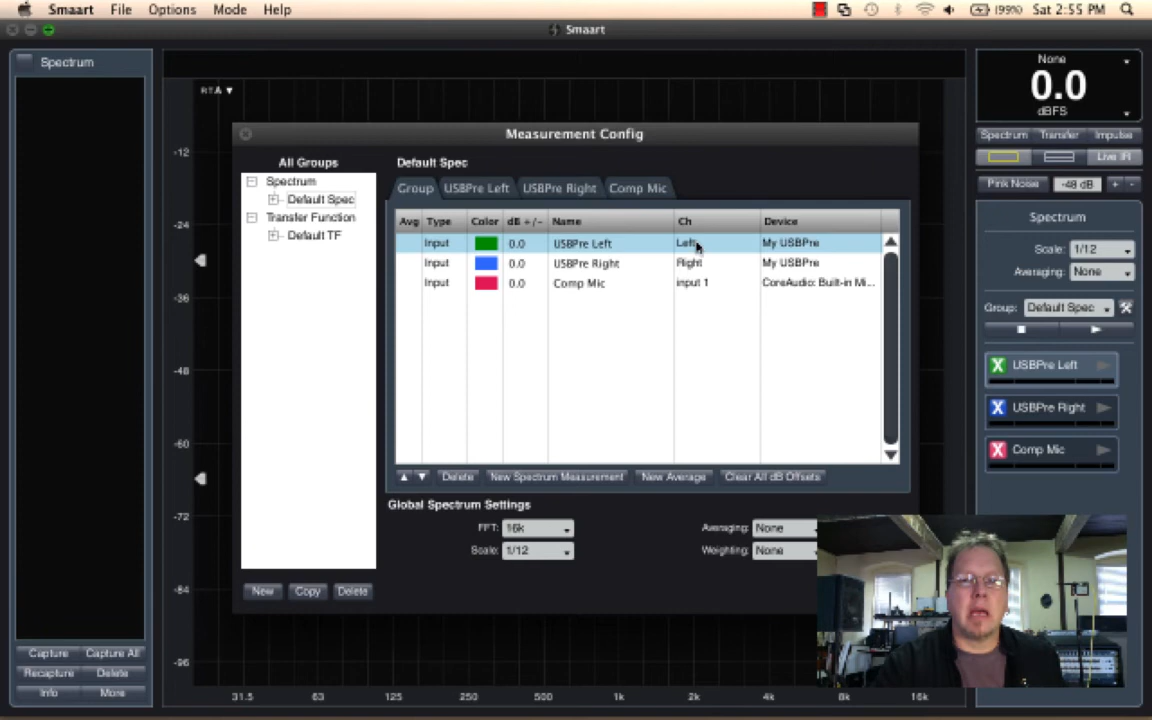 Smaart File Options Mode Help (99%) Sat 2:55 PM
Smaart
Spectrum
RTA
-12
-24
-36
-48
-60
-72
-84
-96
31.5 63 125 250 500 1k 2k 4k 8k 16k
Capture Capture All
Recapture Delete
Info More
Measurement Config
All Groups
Spectrum
Default Spec
Transfer Function
Default TF
New Copy Delete
Default Spec
Group USBPre Left USBPre Right Comp Mic
Avg Type Color dB +/- Name Ch Device
Input 0.0 USBPre Left Left My USBPre
Input 0.0 USBPre Right Right My USBPre
Input 0.0 Comp Mic input 1 CoreAudio: Built-in Mi...
Delete New Spectrum Measurement New Average Clear All dB Offsets
Global Spectrum Settings
FFT: 16k Averaging: None
Scale: 1/12 Weighting: None
None
0.0
dBFS
Spectrum Transfer Impulse
Live IR
Pink Noise -48 dB + -
Spectrum
Scale: 1/12
Averaging: None
Group: Default Spec
X USBPre Left
X USBPre Right
X Comp Mic